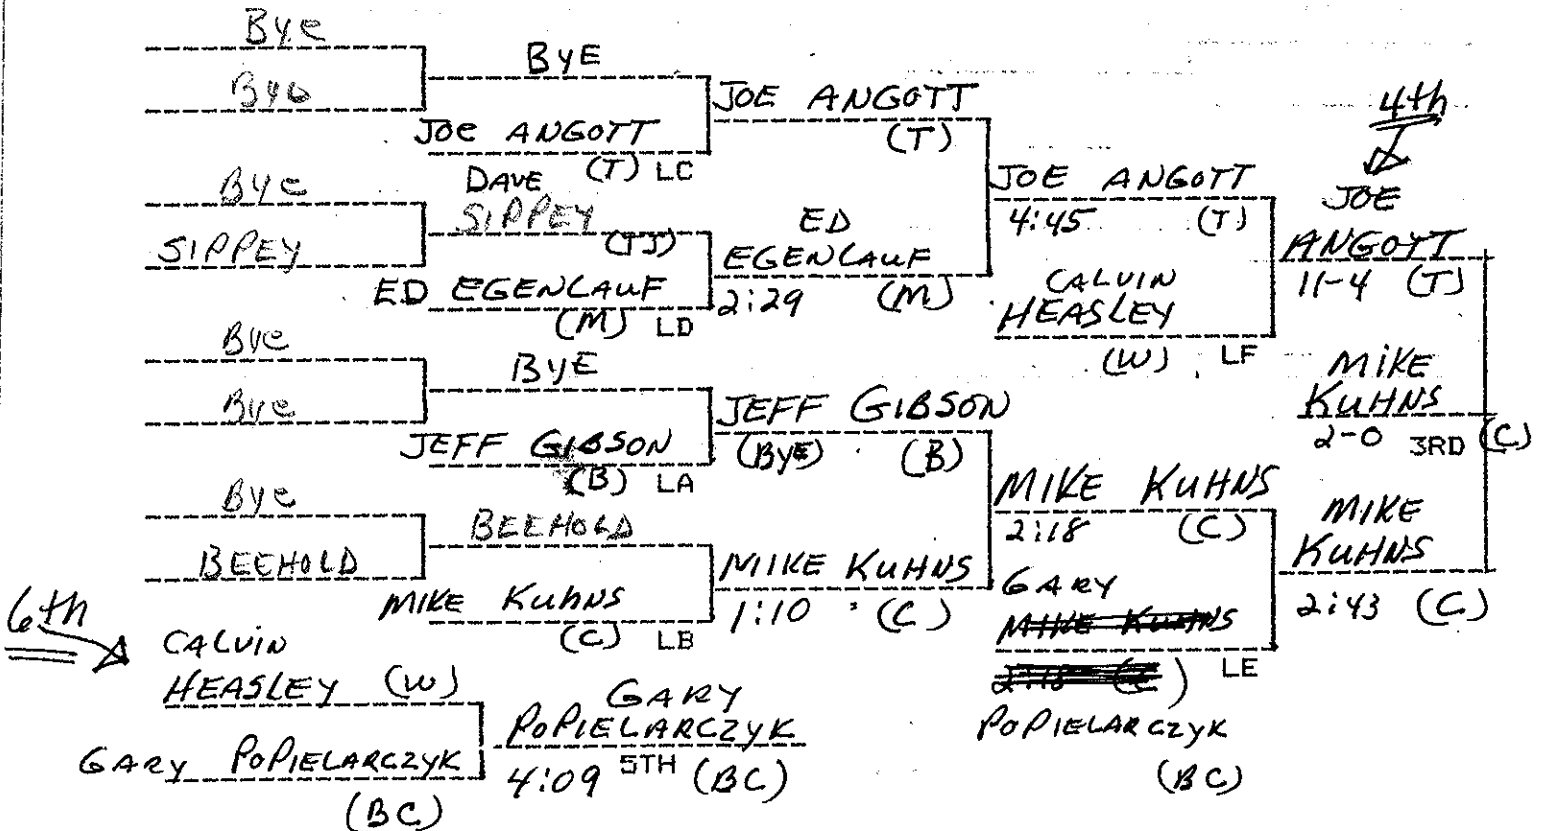 Bye
Bye
Bye
SIPPEY
Bye
Bye
Bye
BEEHOLD
BYE
JOE ANGOTT
(T) LC
DAVE
SIPPEY
(TJ)
ED EGENLAUF
(M) LD
BYE
JEFF GIBSON
(B) LA
BEEHOLD
MIKE KUHNS
(C) LB
JOE ANGOTT
(T)
ED
EGENLAUF
2:29 (M)
JEFF GIBSON
(BYE) (B)
MIKE KUHNS
1:10 (C)
JOE ANGOTT
4:45 (T)
CALVIN
HEASLEY
(W) LF
MIKE KUHNS
2:18 (C)
GARY
MIKE KUHNS
2:18 (C)
LE
POPIELARCZYK
(BC)
4th
JOE
ANGOTT
11-4 (T)
MIKE
KUHNS
2-0 3RD (C)
MIKE
KUHNS
2:43 (C)
6th
CALVIN
HEASLEY (W)
GARY POPIELARCZYK
(BC)
GARY
POPIELARCZYK
4:09 5TH (BC)